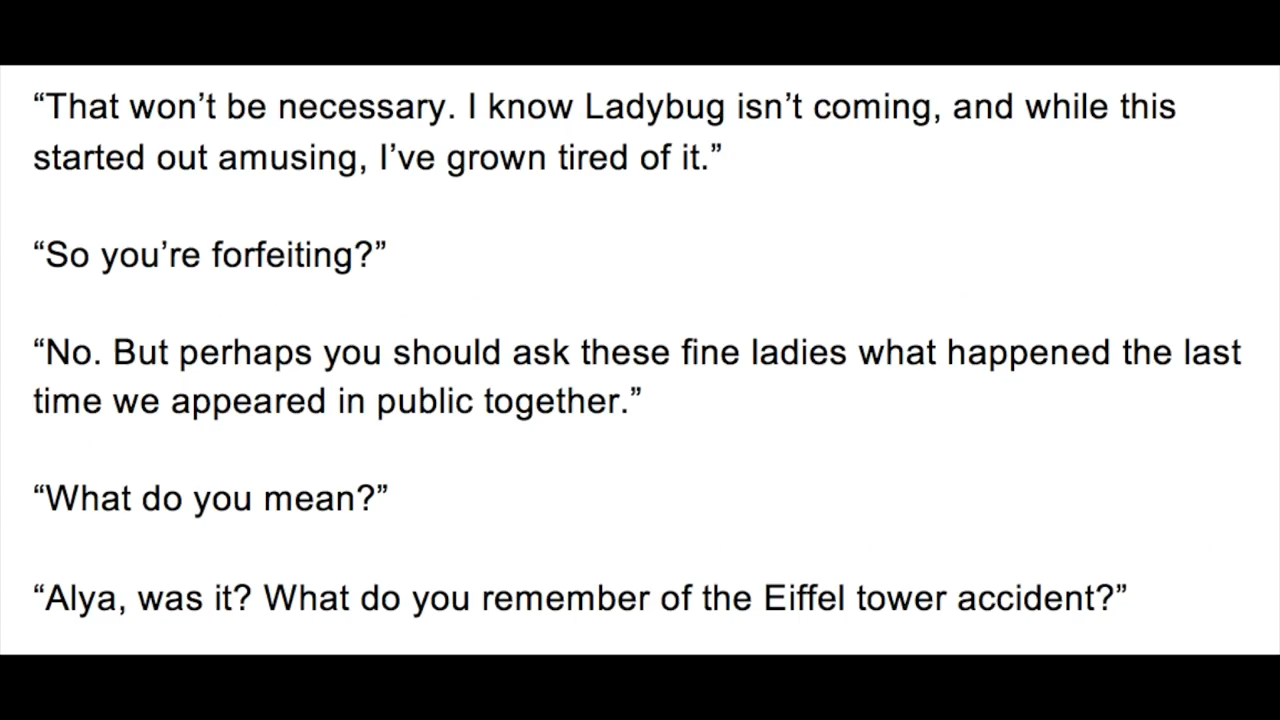 “That won’t be necessary. I know Ladybug isn’t coming, and while this
started out amusing, I’ve grown tired of it.”
“So you’re forfeiting?”
“No. But perhaps you should ask these fine ladies what happened the last
time we appeared in public together.”
“What do you mean?”
“Alya, was it? What do you remember of the Eiffel tower accident?”